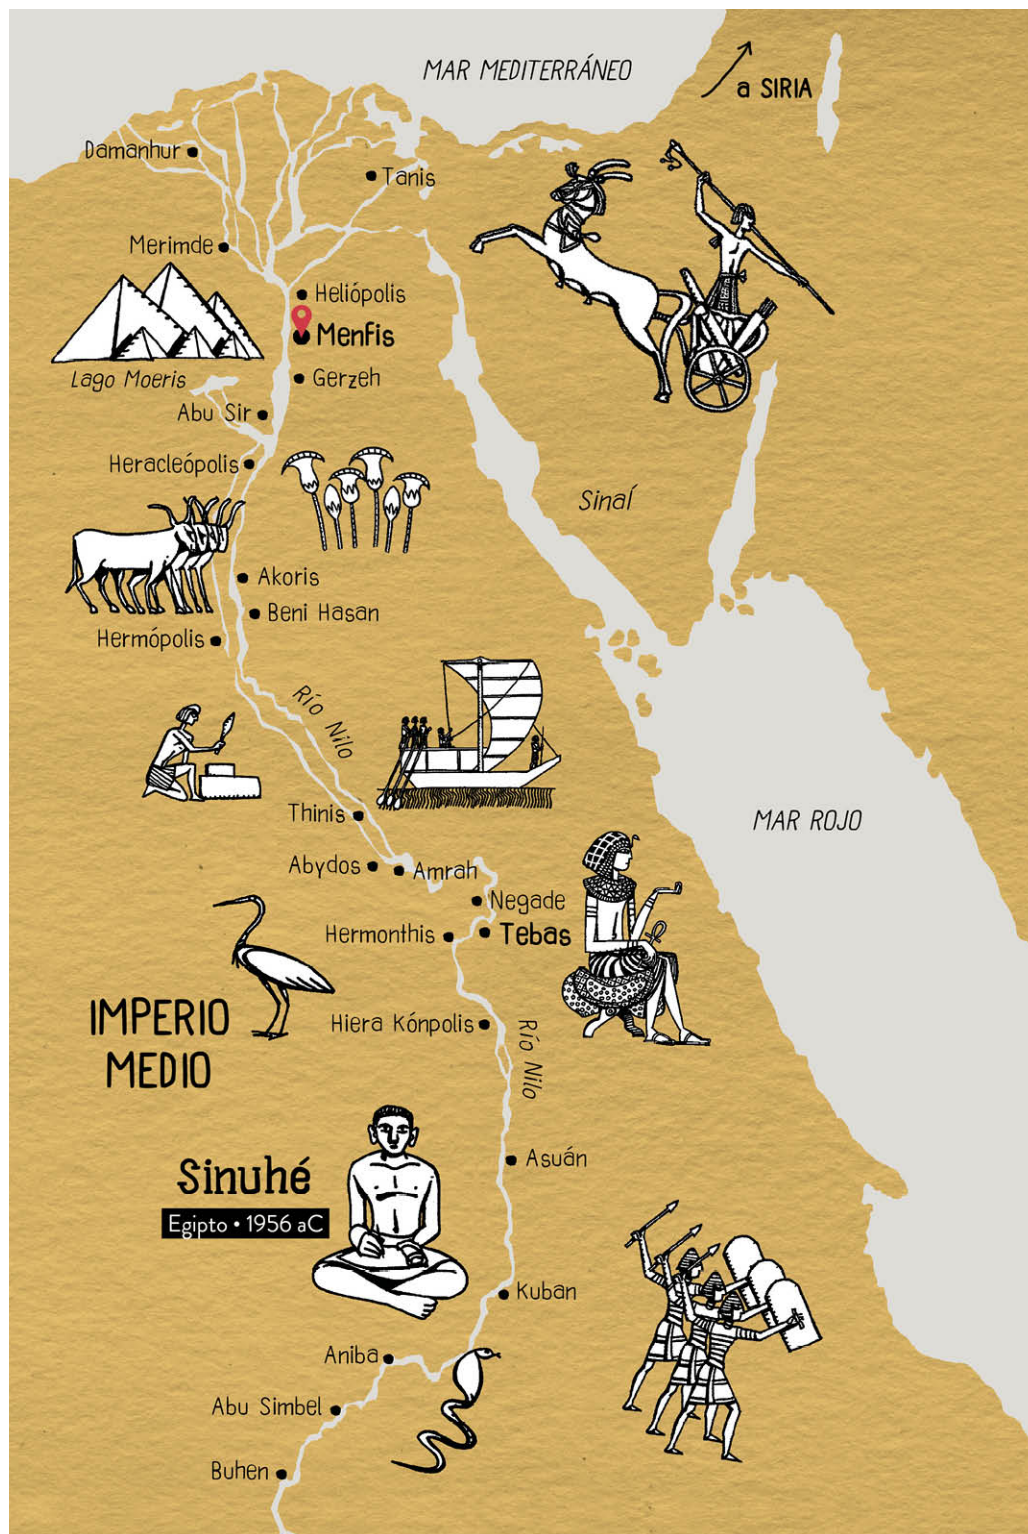 MAR MEDITERRÁNEO
a SIRIA
Damanhur
Tanis
Merimde
Heliópolis
Menfis
Lago Moeris
Gerzeh
Abu Sir
Heracleópolis
Sinaí
Akoris
Beni Hasan
Hermópolis
Río Nilo
Thinis
MAR ROJO
Abydos
Amrah
Negade
Hermonthis
Tebas
IMPERIO
MEDIO
Hiera Kónpolis
Río Nilo
Sinuhé
Egipto • 1956 aC
Asuán
Kuban
Aniba
Abu Simbel
Buhen